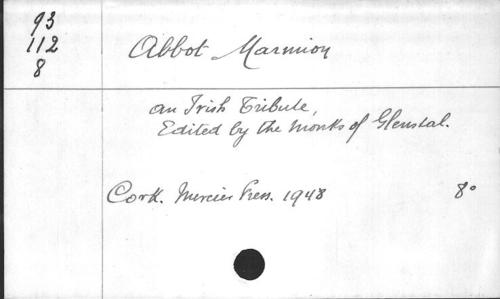 93
112
8
Abbot Marmion
an Irish Tribute,
Edited by the Monks of Glenstal.
Cork. Mercier Press. 1948 8°